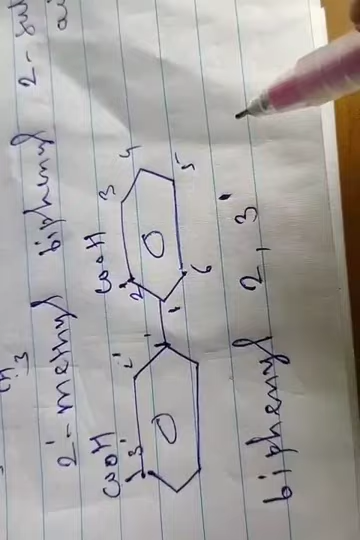 CH3
2'-methyl biphenyl 2-
COOH COOH
3' 2' 2 3 4
1' 1 6 5
biphenyl 2, 3'